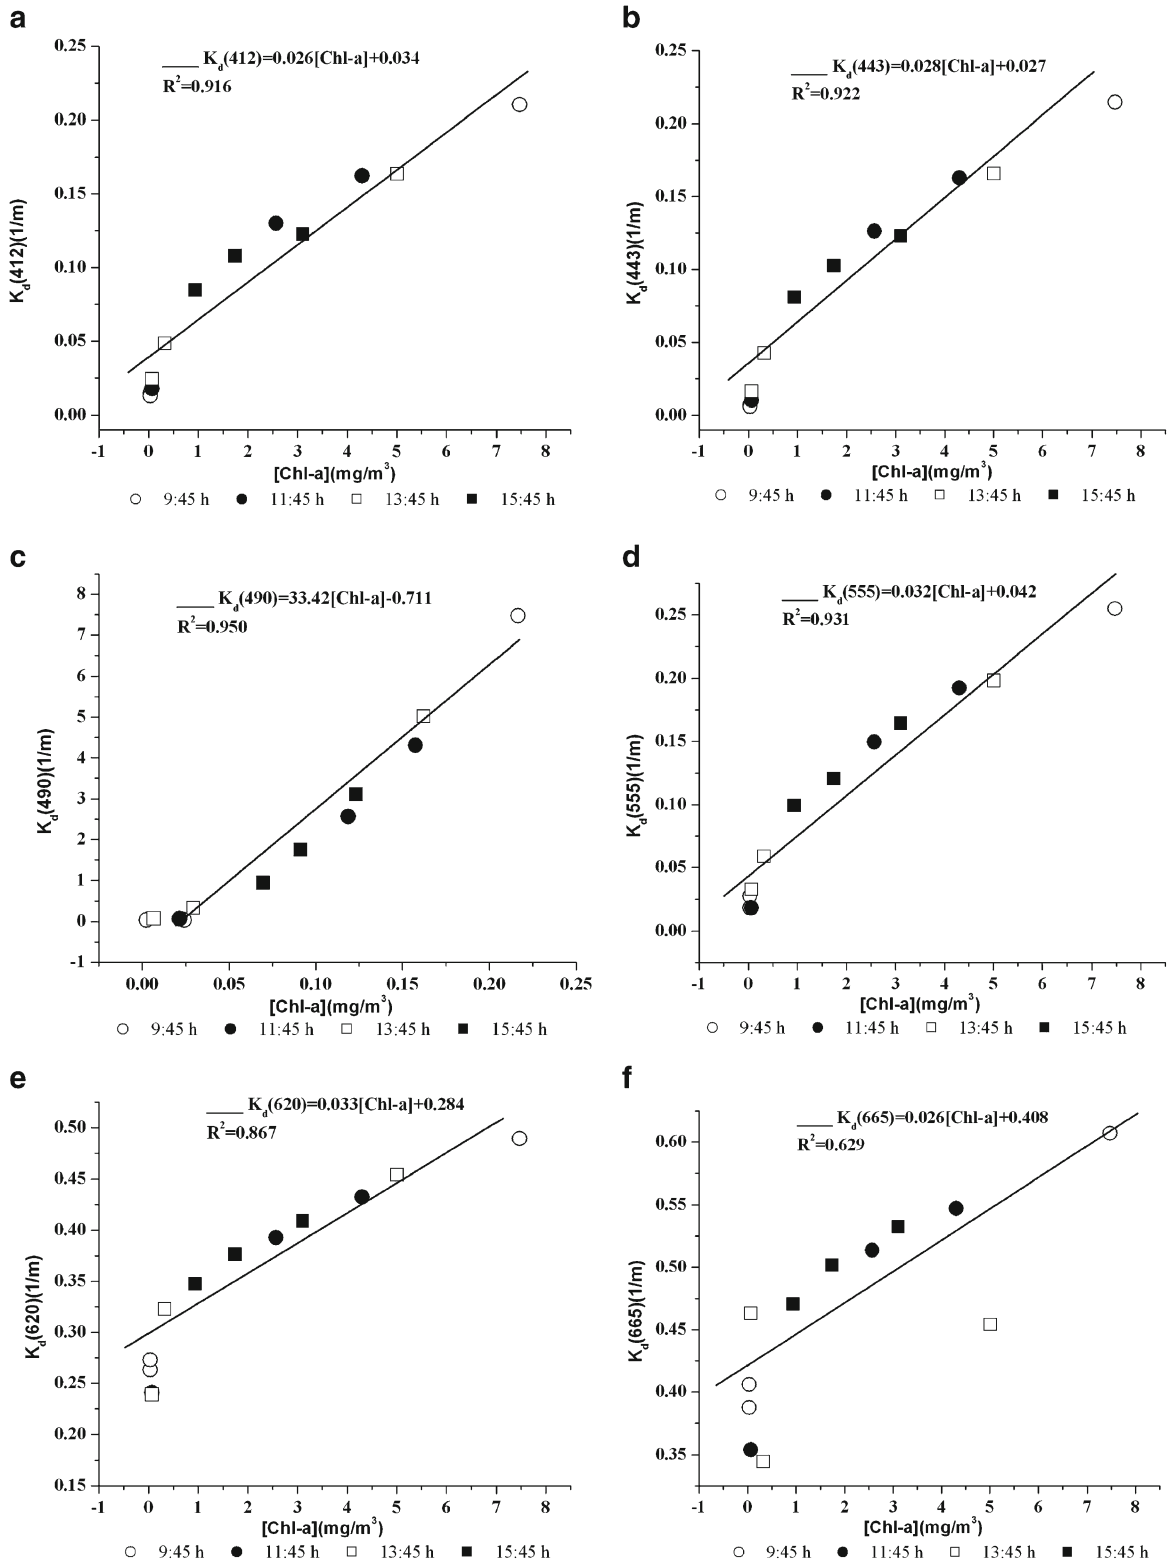 a
K_d(412)=0.026[Chl-a]+0.034
R²=0.916
0.25
0.20
0.15
0.10
0.05
0.00
K_d(412)(1/m)
-1 0 1 2 3 4 5 6 7 8
[Chl-a](mg/m³)
9:45 h 11:45 h 13:45 h 15:45 h
b
K_d(443)=0.028[Chl-a]+0.027
R²=0.922
0.25
0.20
0.15
0.10
0.05
0.00
K_d(443)(1/m)
-1 0 1 2 3 4 5 6 7 8
[Chl-a](mg/m³)
9:45 h 11:45 h 13:45 h 15:45 h
c
K_d(490)=33.42[Chl-a]-0.711
R²=0.950
8
7
6
5
4
3
2
1
0
-1
K_d(490)(1/m)
0.00 0.05 0.10 0.15 0.20 0.25
[Chl-a](mg/m³)
9:45 h 11:45 h 13:45 h 15:45 h
d
K_d(555)=0.032[Chl-a]+0.042
R²=0.931
0.25
0.20
0.15
0.10
0.05
0.00
K_d(555)(1/m)
-1 0 1 2 3 4 5 6 7 8
[Chl-a](mg/m³)
9:45 h 11:45 h 13:45 h 15:45 h
e
K_d(620)=0.033[Chl-a]+0.284
R²=0.867
0.50
0.45
0.40
0.35
0.30
0.25
0.20
0.15
K_d(620)(1/m)
-1 0 1 2 3 4 5 6 7 8
[Chl-a](mg/m³)
9:45 h 11:45 h 13:45 h 15:45 h
f
K_d(665)=0.026[Chl-a]+0.408
R²=0.629
0.60
0.55
0.50
0.45
0.40
0.35
K_d(665)(1/m)
-1 0 1 2 3 4 5 6 7 8
[Chl-a](mg/m³)
9:45 h 11:45 h 13:45 h 15:45 h